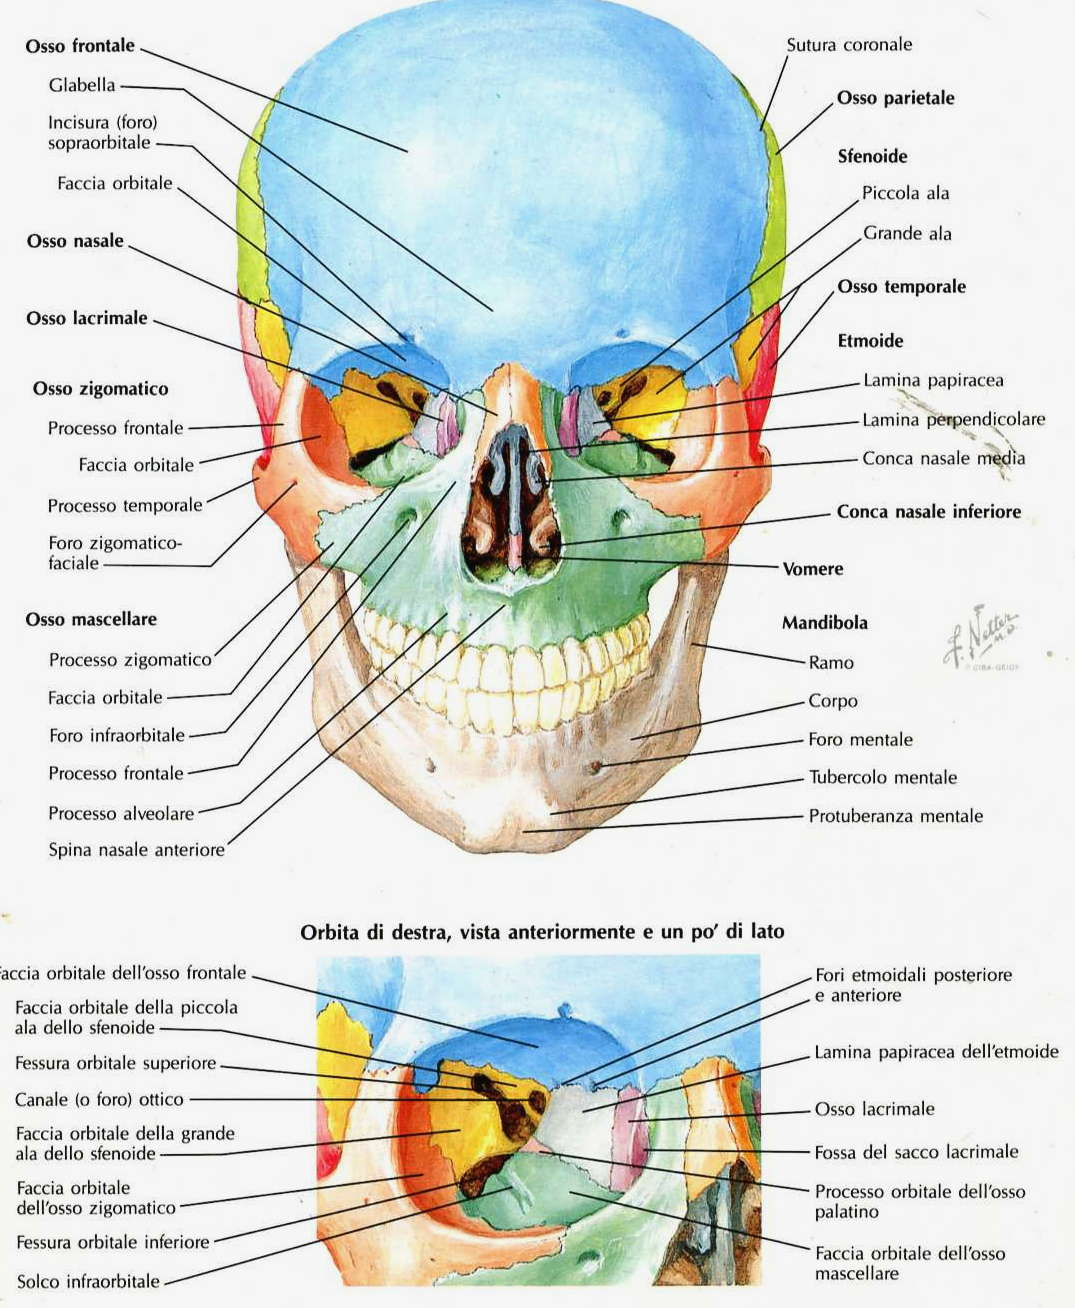 Osso frontale
Glabella
Incisura (foro)
sopraorbitale
Faccia orbitale
Osso nasale
Osso lacrimale
Osso zigomatico
Processo frontale
Faccia orbitale
Processo temporale
Foro zigomatico-
faciale
Osso mascellare
Processo zigomatico
Faccia orbitale
Foro infraorbitale
Processo frontale
Processo alveolare
Spina nasale anteriore
Sutura coronale
Osso parietale
Sfenoide
Piccola ala
Grande ala
Osso temporale
Etmoide
Lamina papiracea
Lamina perpendicolare
Conca nasale media
Conca nasale inferiore
Vomere
Mandibola
Ramo
Corpo
Foro mentale
Tubercolo mentale
Protuberanza mentale
F. Netter
M.D.
© CIBA-GEIGY
Orbita di destra, vista anteriormente e un po' di lato
Faccia orbitale dell'osso frontale
Faccia orbitale della piccola
ala dello sfenoide
Fessura orbitale superiore
Canale (o foro) ottico
Faccia orbitale della grande
ala dello sfenoide
Faccia orbitale
dell'osso zigomatico
Fessura orbitale inferiore
Solco infraorbitale
Fori etmoidali posteriore
e anteriore
Lamina papiracea dell'etmoide
Osso lacrimale
Fossa del sacco lacrimale
Processo orbitale dell'osso
palatino
Faccia orbitale dell'osso
mascellare